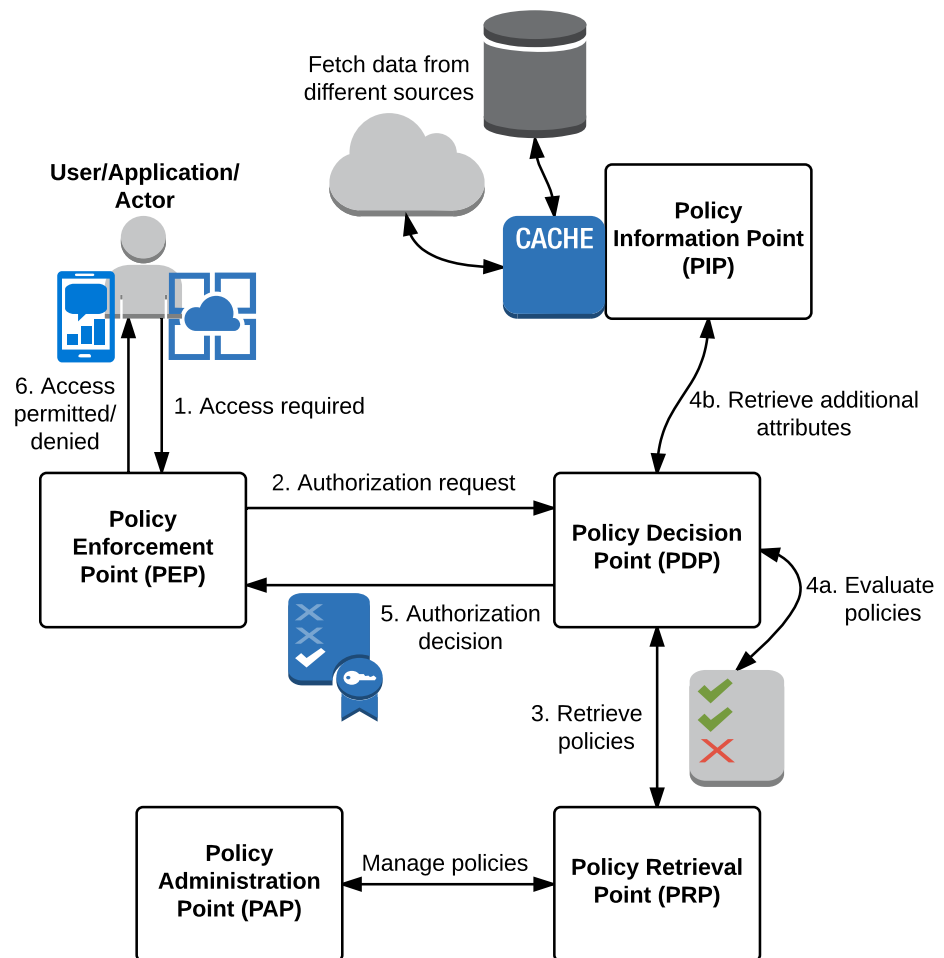 Fetch data from
different sources
User/Application/
Actor
CACHE
Policy
Information Point
(PIP)
6. Access
permitted/
denied
1. Access required
4b. Retrieve additional
attributes
2. Authorization request
Policy
Enforcement
Point (PEP)
Policy Decision
Point (PDP)
4a. Evaluate
policies
5. Authorization
decision
3. Retrieve
policies
Policy
Administration
Point (PAP)
Manage policies
Policy Retrieval
Point (PRP)